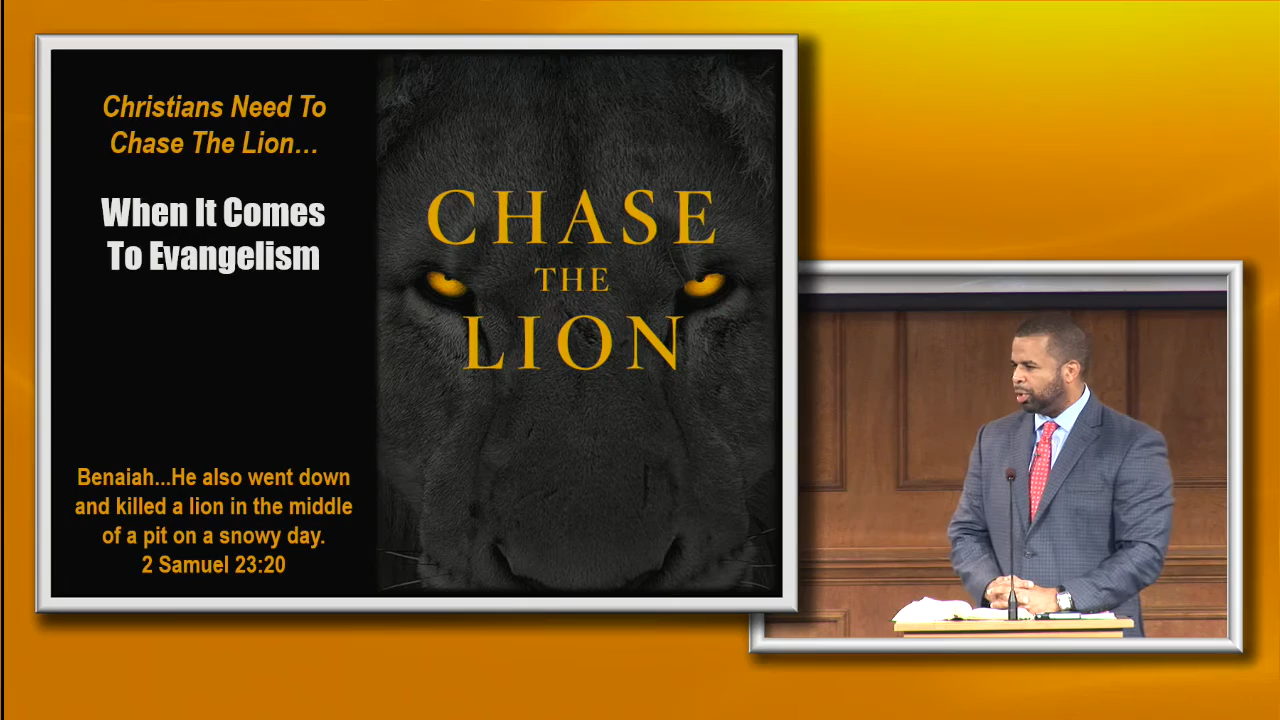 Christians Need To
Chase The Lion…
When It Comes
To Evangelism
Benaiah...He also went down
and killed a lion in the middle
of a pit on a snowy day.
2 Samuel 23:20
CHASE
THE
LION